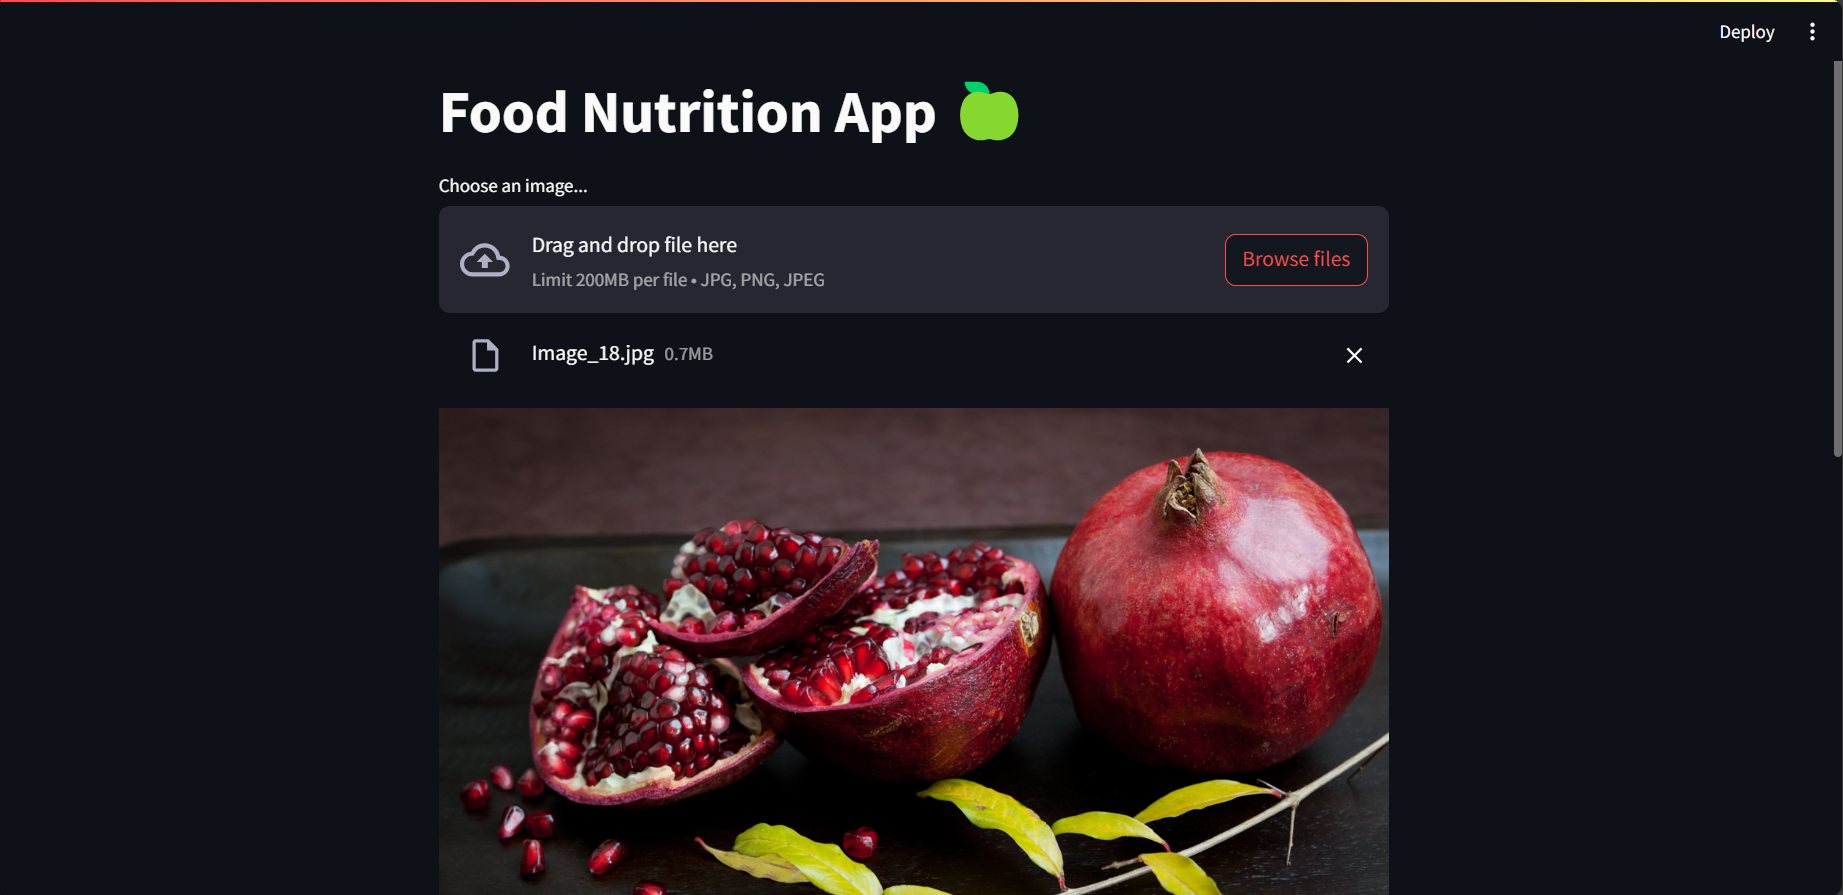 Deploy
Food Nutrition App
Choose an image...
Drag and drop file here
Limit 200MB per file • JPG, PNG, JPEG
Browse files
Image_18.jpg 0.7MB